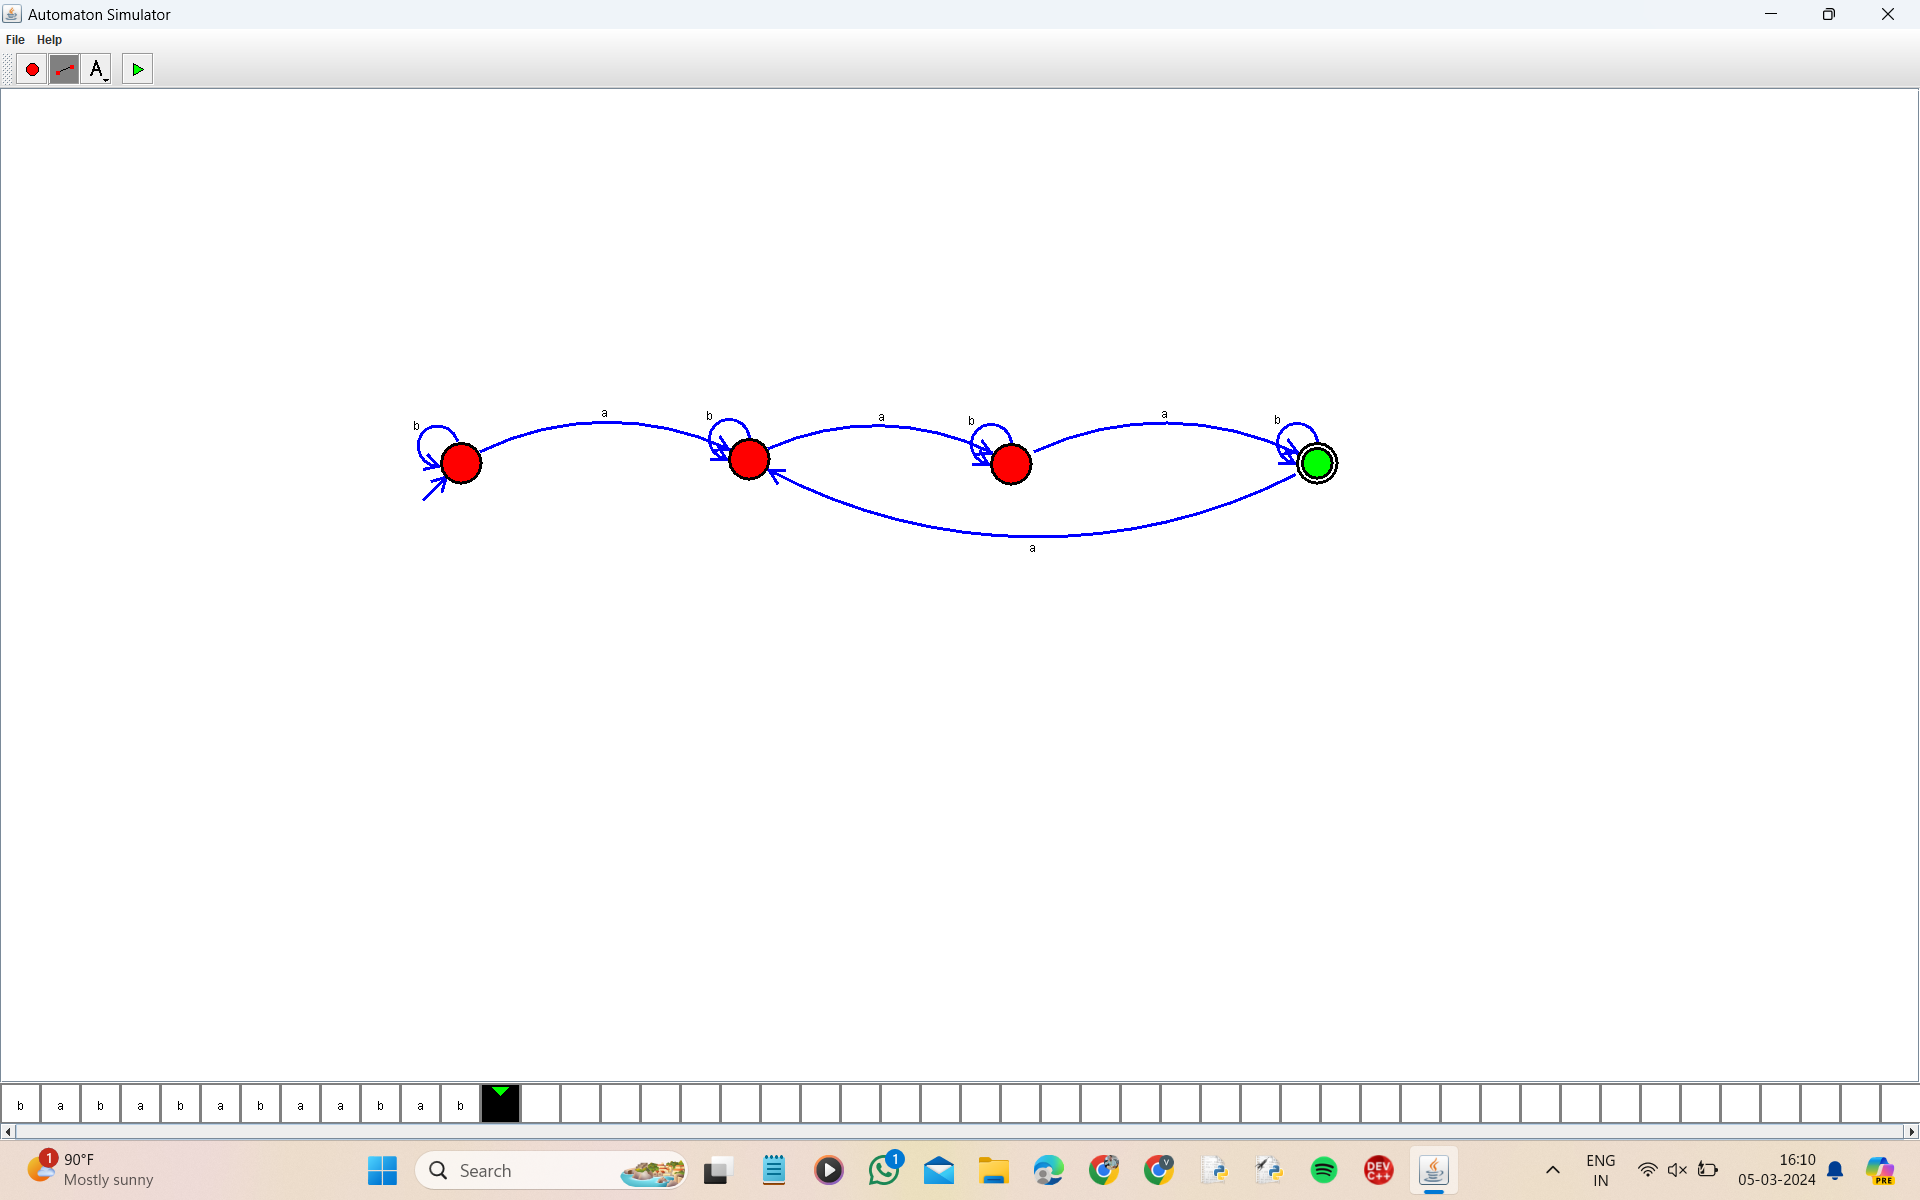 Automaton Simulator
File Help
A
b a b a b a
b a b a
a
b a b a b a b a a b a b
1 90°F
Mostly sunny
Search
1
V
DEV
C++
ENG
IN
16:10
05-03-2024
PRE